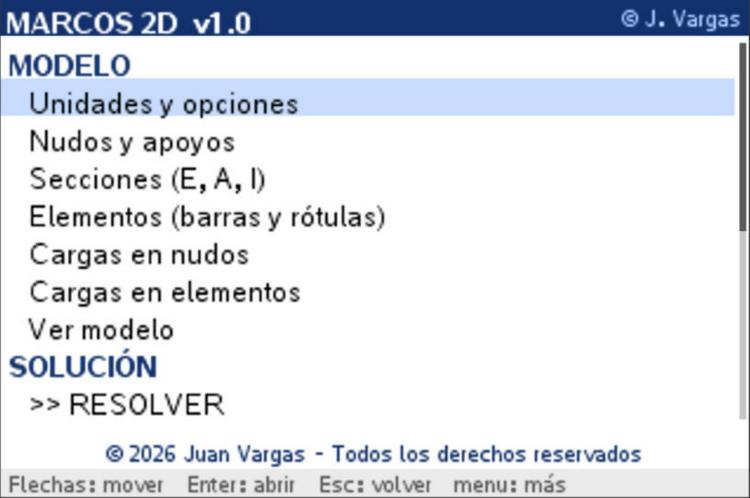 MARCOS 2D v1.0
© J. Vargas
MODELO
Unidades y opciones
Nudos y apoyos
Secciones (E, A, I)
Elementos (barras y rótulas)
Cargas en nudos
Cargas en elementos
Ver modelo
SOLUCIÓN
>> RESOLVER
© 2026 Juan Vargas - Todos los derechos reservados
Flechas: mover Enter: abrir Esc: volver menu: más